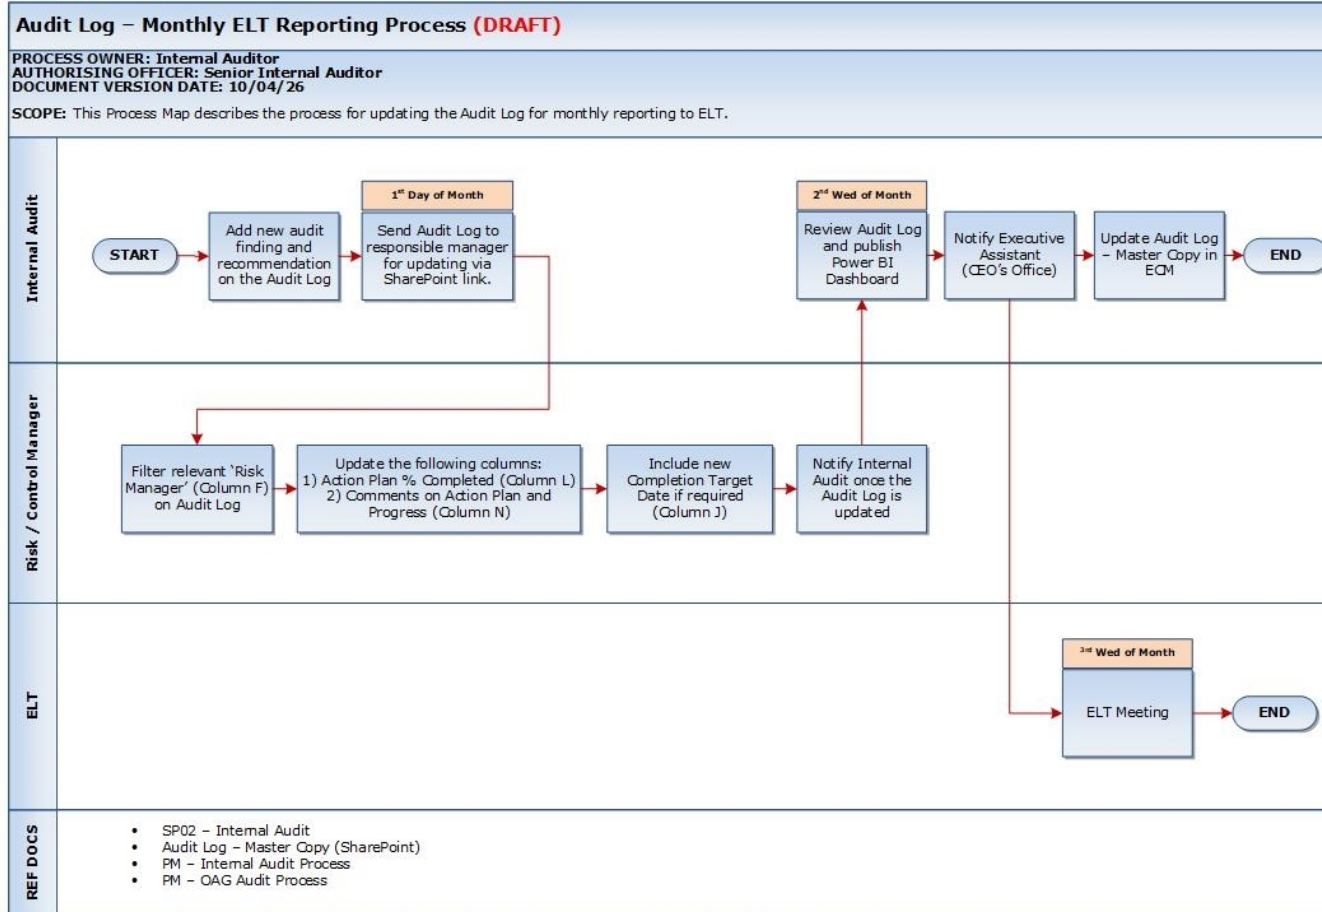 Audit Log – Monthly ELT Reporting Process (DRAFT)
PROCESS OWNER: Internal Auditor
AUTHORISING OFFICER: Senior Internal Auditor
DOCUMENT VERSION DATE: 10/04/26
SCOPE: This Process Map describes the process for updating the Audit Log for monthly reporting to ELT.
Internal Audit
START
Add new audit
finding and
recommendation
on the Audit Log
1st Day of Month
Send Audit Log to
responsible manager
for updating via
SharePoint link.
2nd Wed of Month
Review Audit Log
and publish
Power BI
Dashboard
Notify Executive
Assistant
(CEO's Office)
Update Audit Log
– Master Copy in
ECM
END
Risk / Control Manager
Filter relevant ‘Risk
Manager’ (Column F)
on Audit Log
Update the following columns:
1) Action Plan % Completed (Column L)
2) Comments on Action Plan and
Progress (Column N)
Include new
Completion Target
Date if required
(Column J)
Notify Internal
Audit once the
Audit Log is
updated
ELT
3rd Wed of Month
ELT Meeting
END
REF DOCS
• SP02 – Internal Audit
• Audit Log – Master Copy (SharePoint)
• PM – Internal Audit Process
• PM – OAG Audit Process